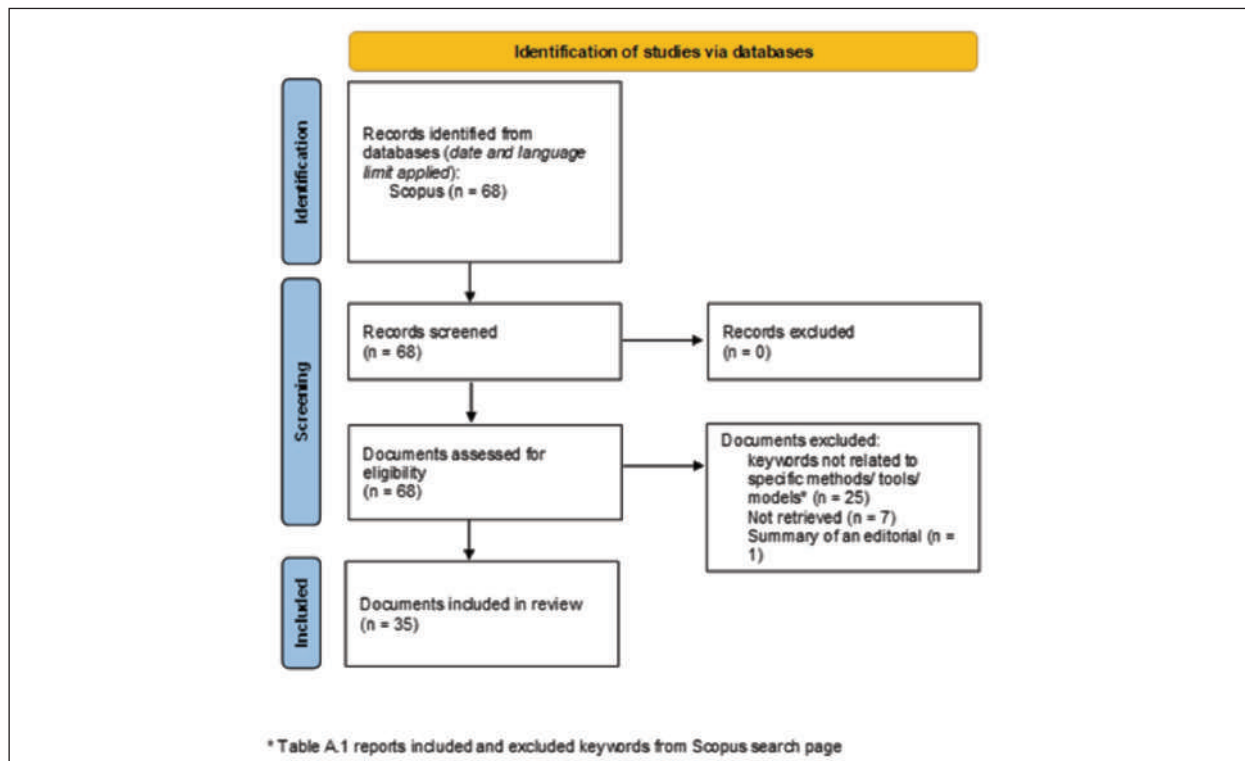 Identification of studies via databases
Identification
Records identified from
databases (date and language
limit applied):
Scopus (n = 68)
Screening
Records screened
(n = 68)
Records excluded
(n = 0)
Documents assessed for
eligibility
(n = 68)
Documents excluded:
keywords not related to
specific methods/ tools/
models* (n = 25)
Not retrieved (n = 7)
Summary of an editorial (n =
1)
Included
Documents included in review
(n = 35)
* Table A.1 reports included and excluded keywords from Scopus search page